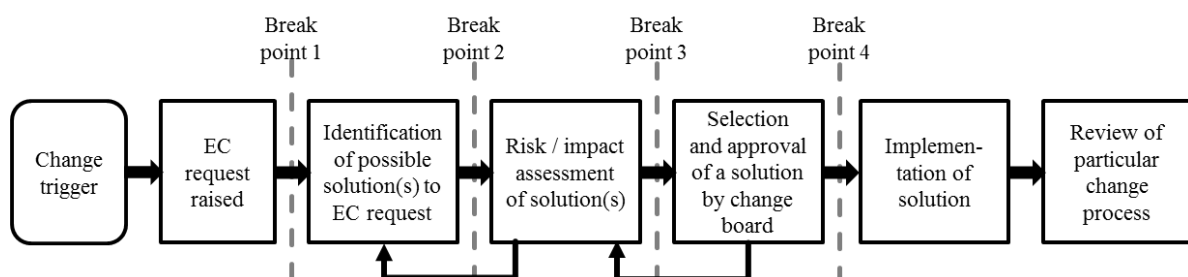 Break
point 1
Break
point 2
Break
point 3
Break
point 4
Change
trigger
EC
request
raised
Identification
of possible
solution(s) to
EC request
Risk / impact
assessment
of solution(s)
Selection
and approval
of a solution
by change
board
Implemen-
tation of
solution
Review of
particular
change
process